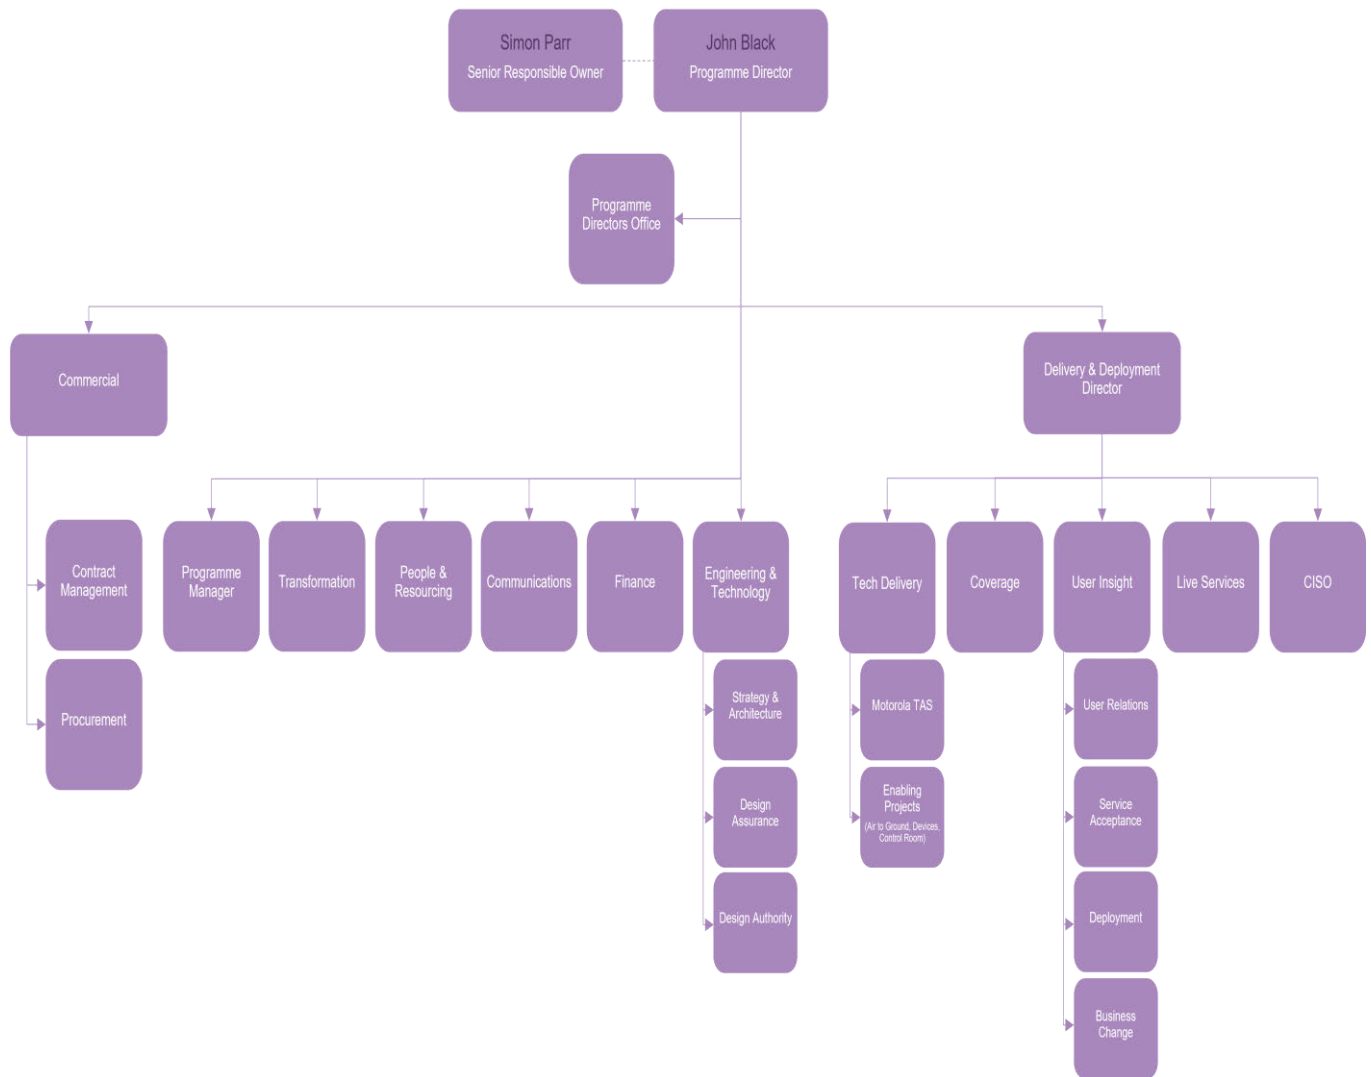 Simon Parr
Senior Responsible Owner
John Black
Programme Director
Programme
Directors Office
Commercial
Delivery & Deployment
Director
Contract
Management
Procurement
Programme
Manager
Transformation
People &
Resourcing
Communications
Finance
Engineering &
Technology
Strategy &
Architecture
Design
Assurance
Design Authority
Tech Delivery
Motorola TAS
Enabling
Projects
(Air to Ground, Devices,
Control Room)
Coverage
User Insight
User Relations
Service
Acceptance
Deployment
Business
Change
Live Services
CISO